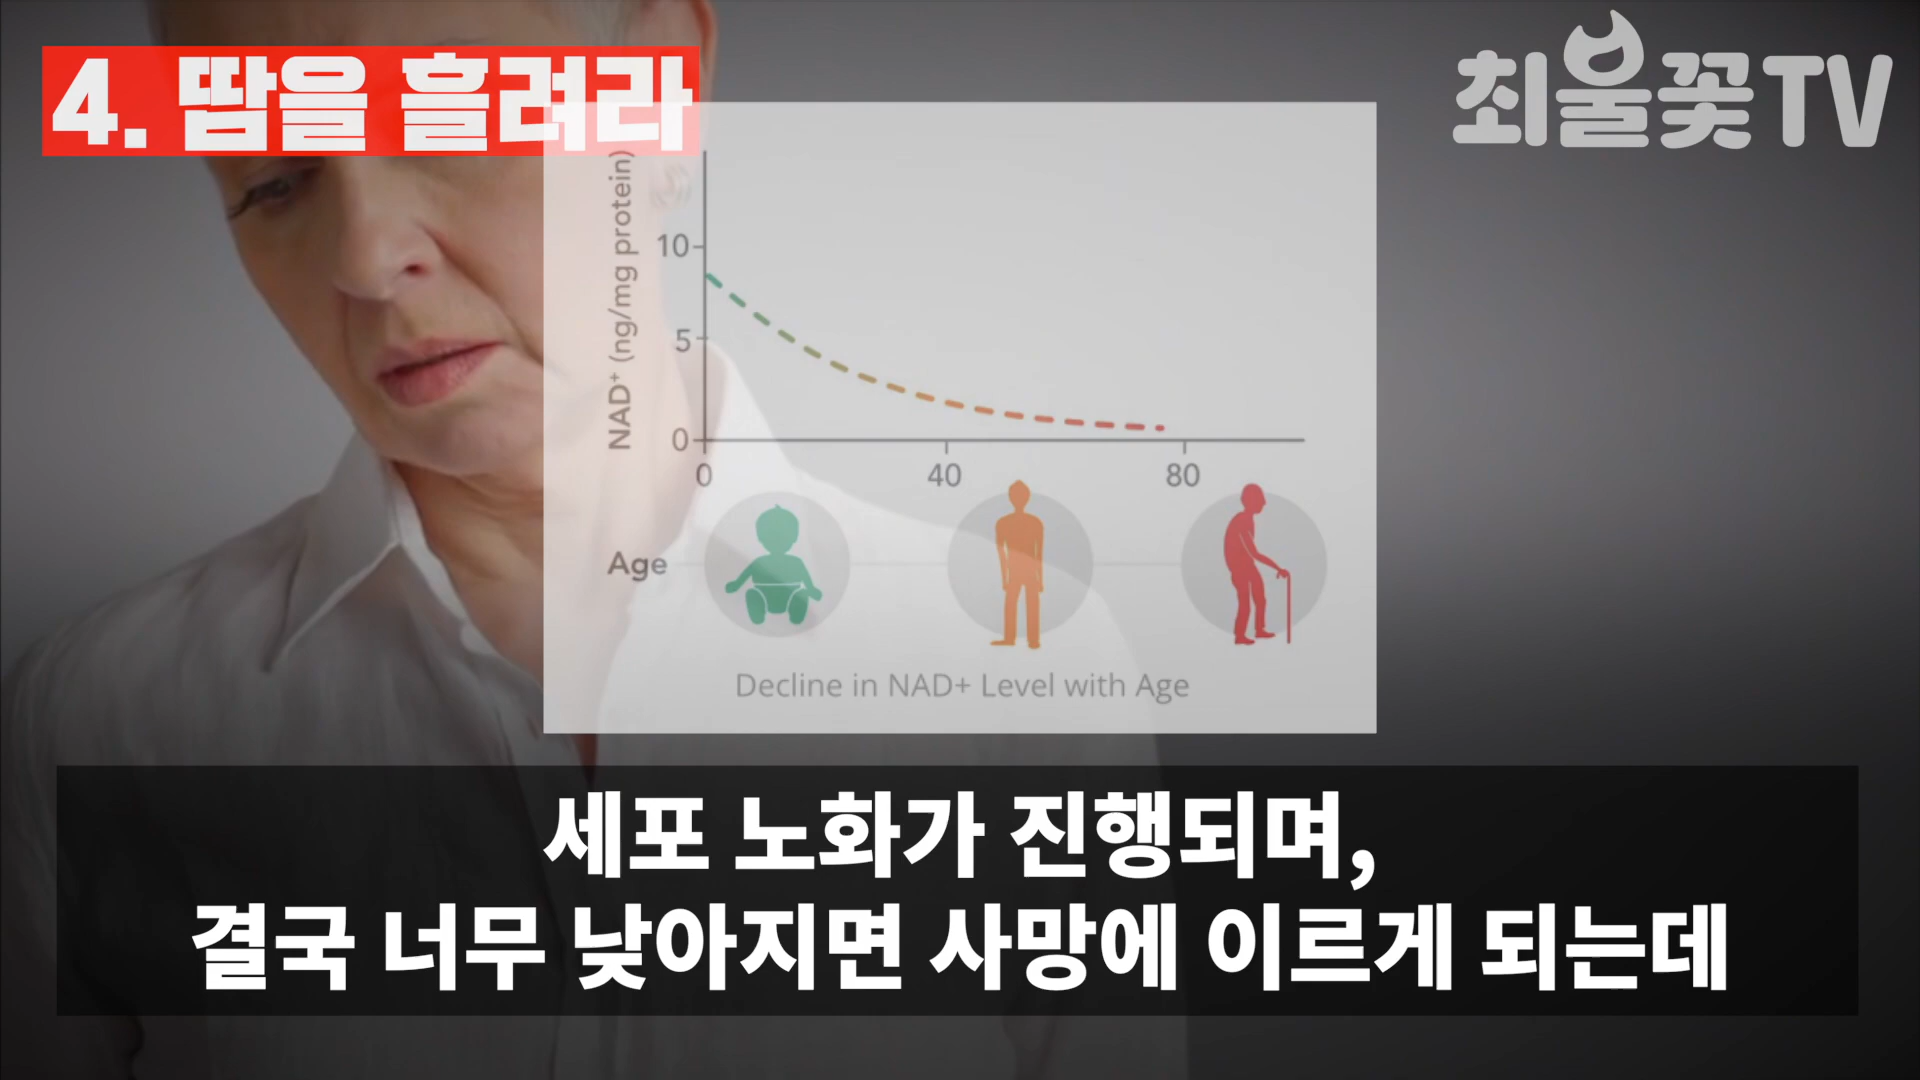 4. 땀을 흘려라
최울꽃TV
NAD⁺ (ng/mg protein)
10
5
0
0 40 80
Age
Decline in NAD+ Level with Age
세포 노화가 진행되며,
결국 너무 낮아지면 사망에 이르게 되는데